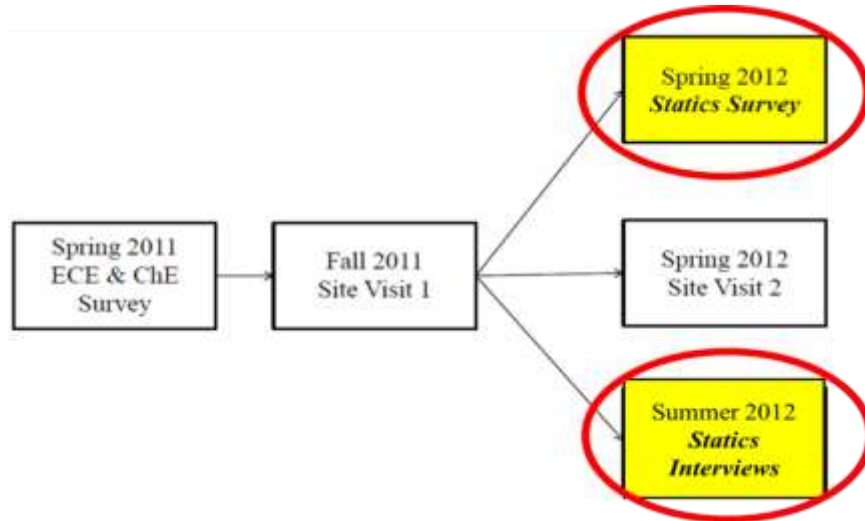 Spring 2012
Statics Survey
Spring 2011
ECE & ChE
Survey
Fall 2011
Site Visit 1
Spring 2012
Site Visit 2
Summer 2012
Statics
Interviews